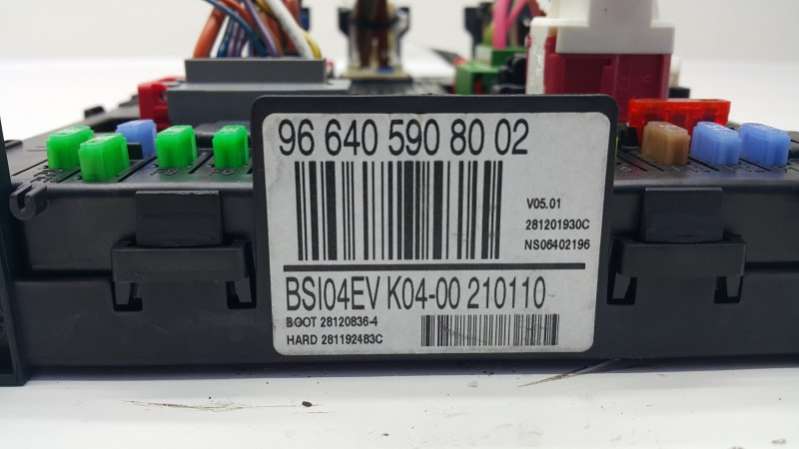 96 640 590 80 02
V05.01
281201930C
NS06402196
BSI04EV K04-00 210110
BOOT 28120836-4
HARD 281192483C